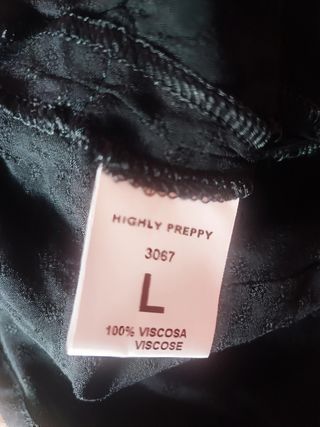 HIGHLY PREPPY
3067
L
100% VISCOSA
VISCOSE